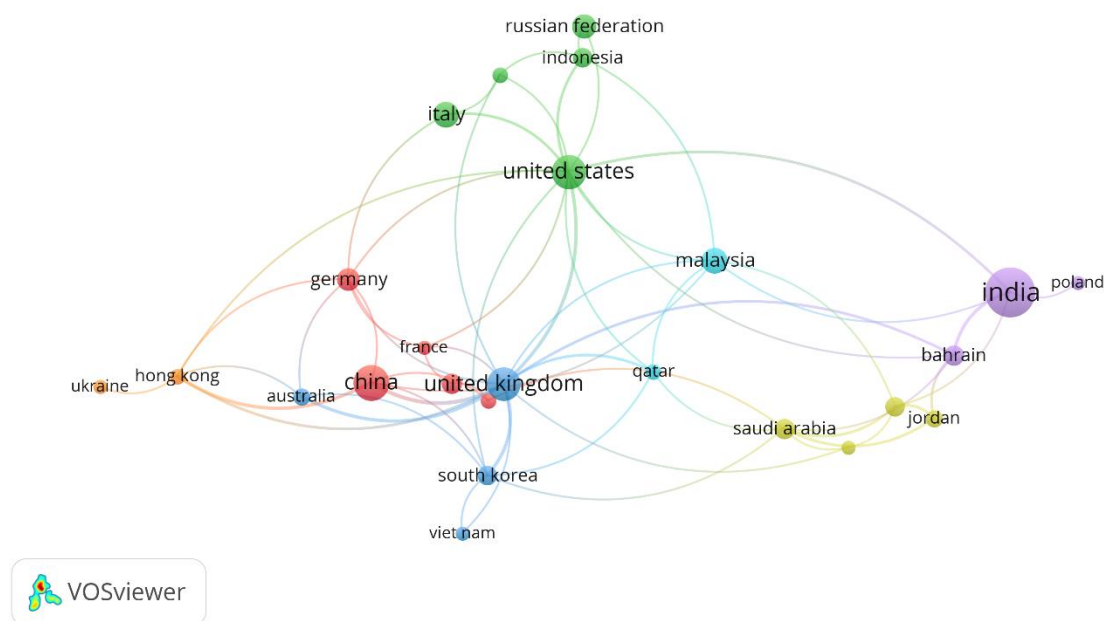 russian federation
indonesia
italy
united states
malaysia
germany
india
poland
france
bahrain
qatar
hong kong
ukraine
china
united kingdom
australia
jordan
saudi arabia
south korea
viet nam
VOSviewer